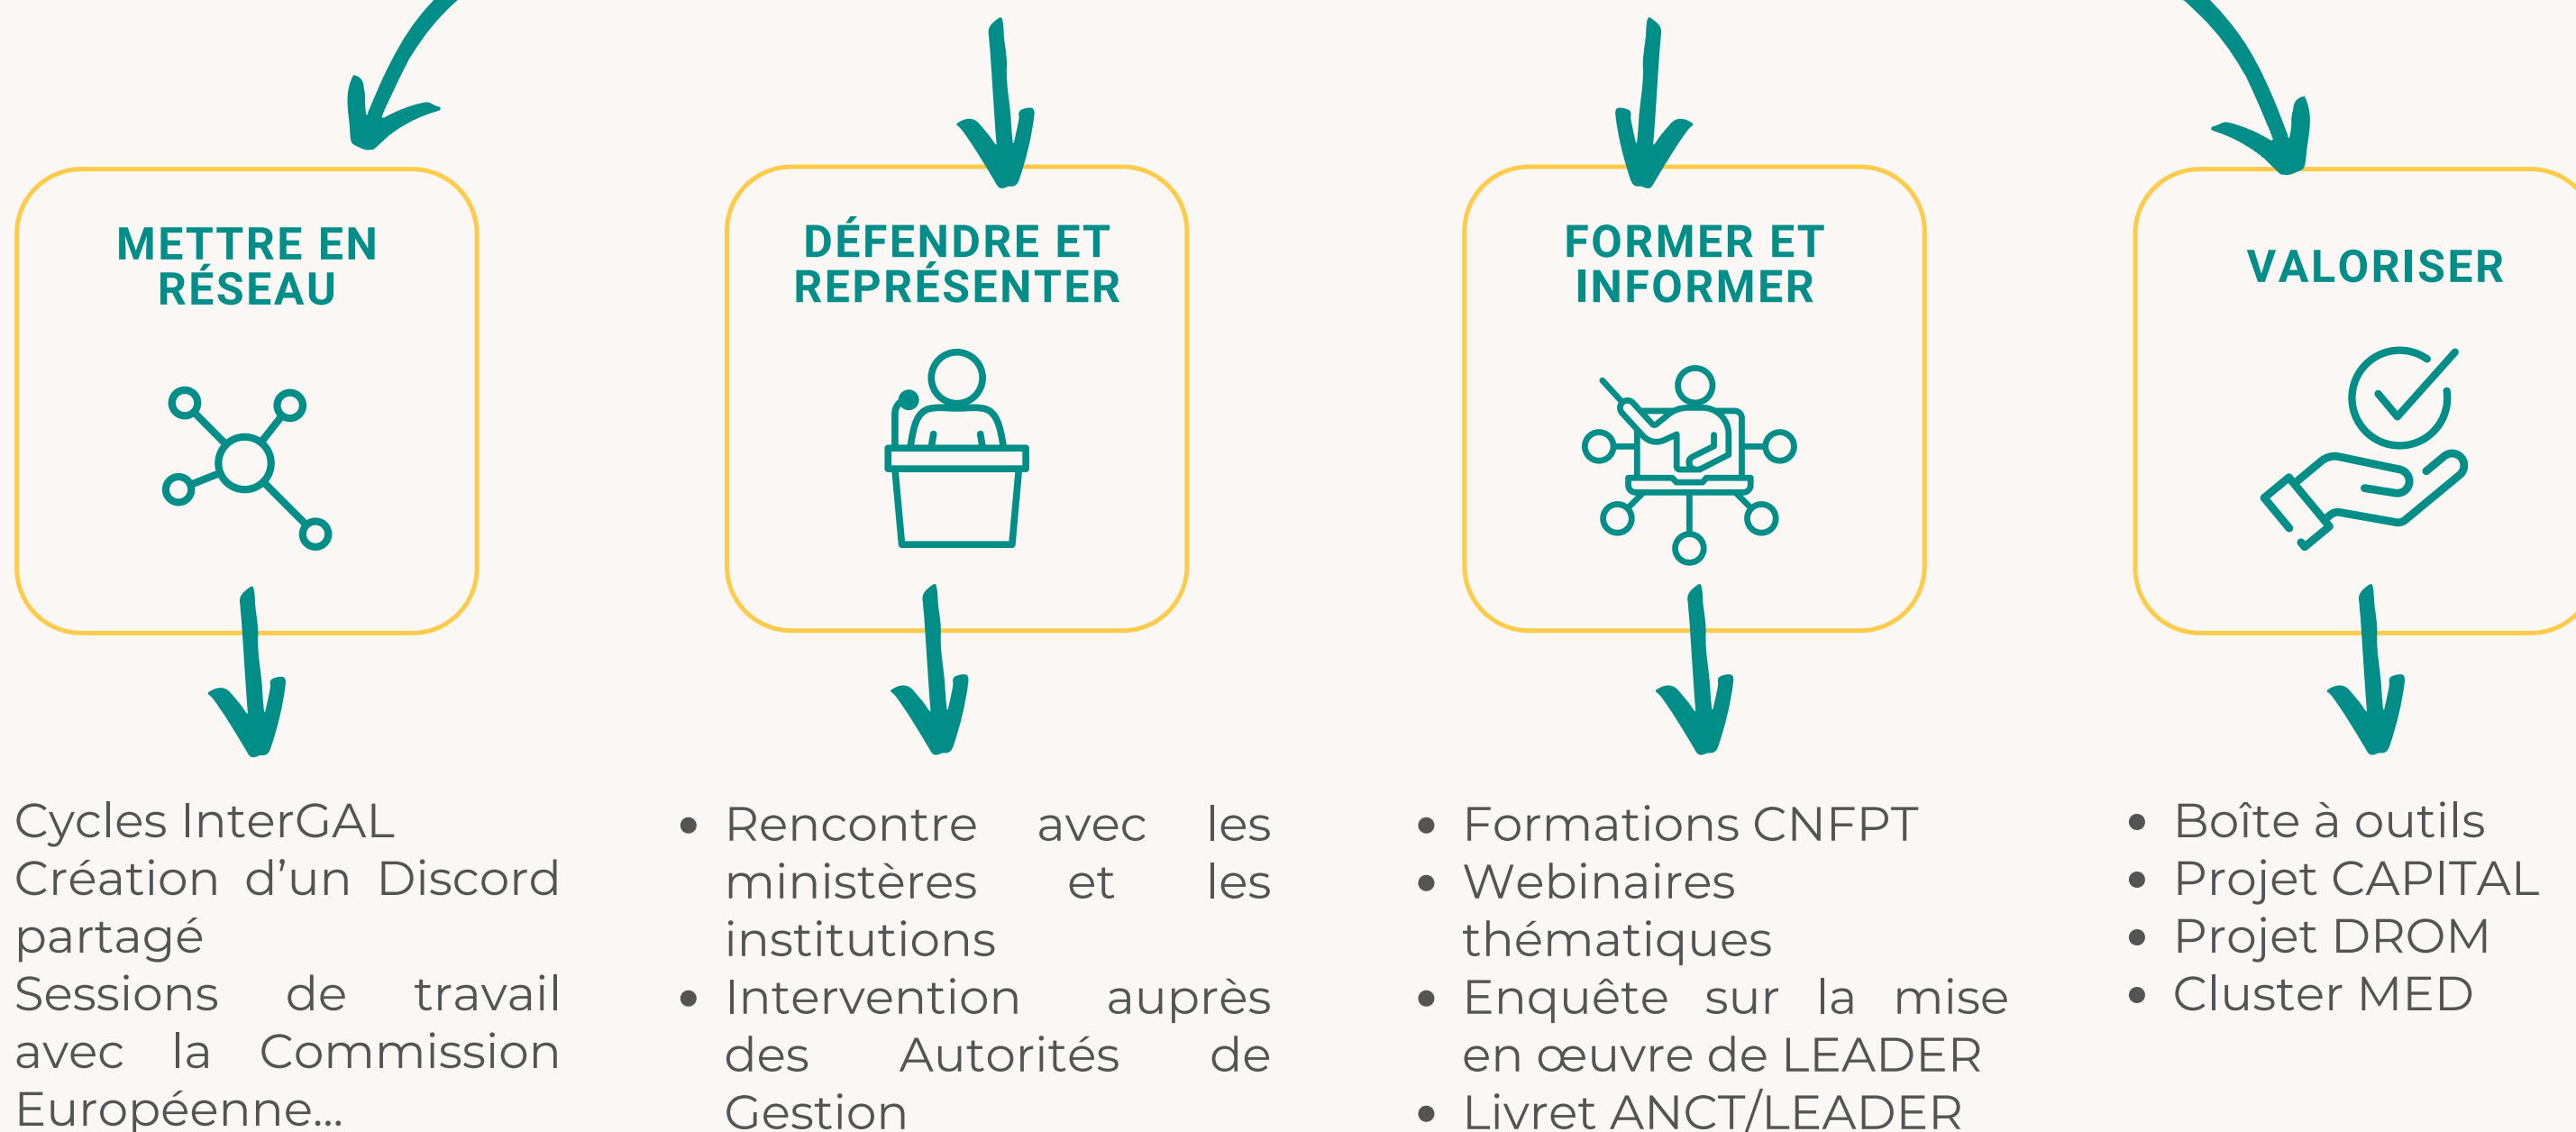 METTRE EN
RÉSEAU
Cycles InterGAL
Création d’un Discord
partagé
Sessions de travail
avec la Commission
Européenne...
DÉFENDRE ET
REPRÉSENTER
• Rencontre avec les
ministères et les
institutions
• Intervention auprès
des Autorités de
Gestion
FORMER ET
INFORMER
• Formations CNFPT
• Webinaires
thématiques
• Enquête sur la mise
en œuvre de LEADER
• Livret ANCT/LEADER
VALORISER
• Boîte à outils
• Projet CAPITAL
• Projet DROM
• Cluster MED